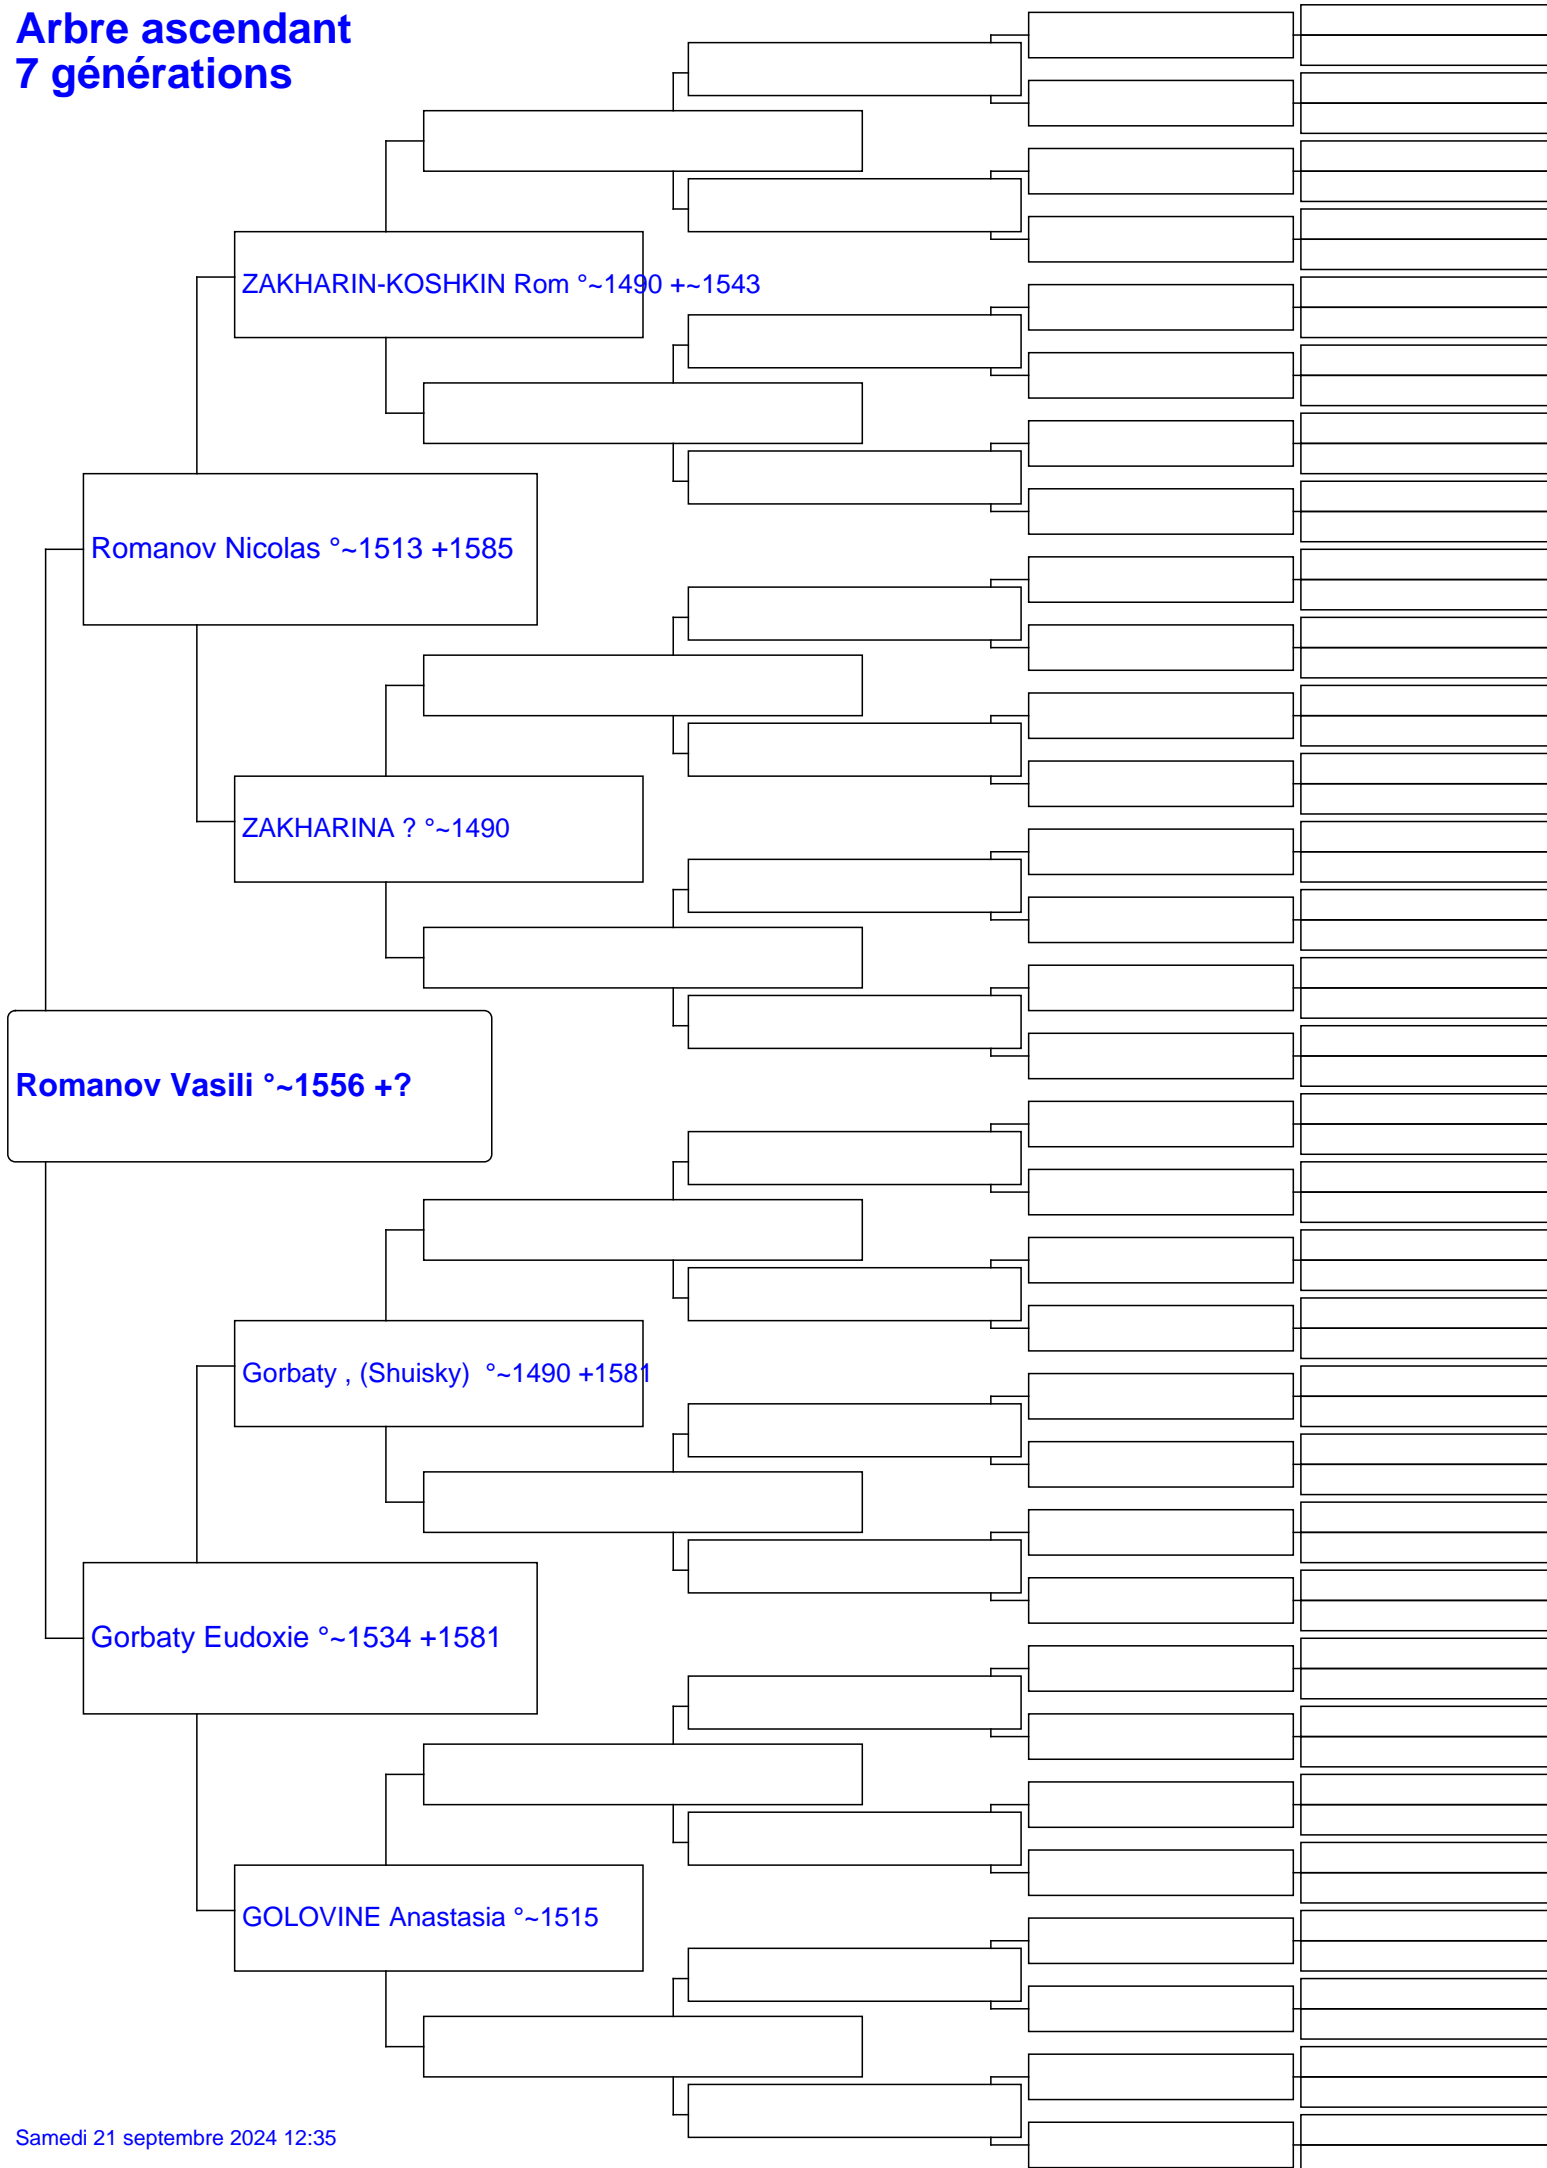 Arbre ascendant
7 générations
ZAKHARIN-KOSHKIN Rom °~1490 +~1543
Romanov Nicolas °~1513 +1585
ZAKHARINA ? °~1490
Romanov Vasili °~1556 +?
Gorbaty , (Shuisky)  °~1490 +1581
Gorbaty Eudoxie °~1534 +1581
GOLOVINE Anastasia °~1515
Samedi 21 septembre 2024 12:35